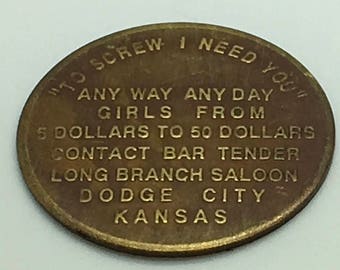 "TO SCREW I NEED YOU"
ANY WAY ANY DAY
GIRLS FROM
5 DOLLARS TO 50 DOLLARS
CONTACT BAR TENDER
LONG BRANCH SALOON
DODGE CITY
KANSAS